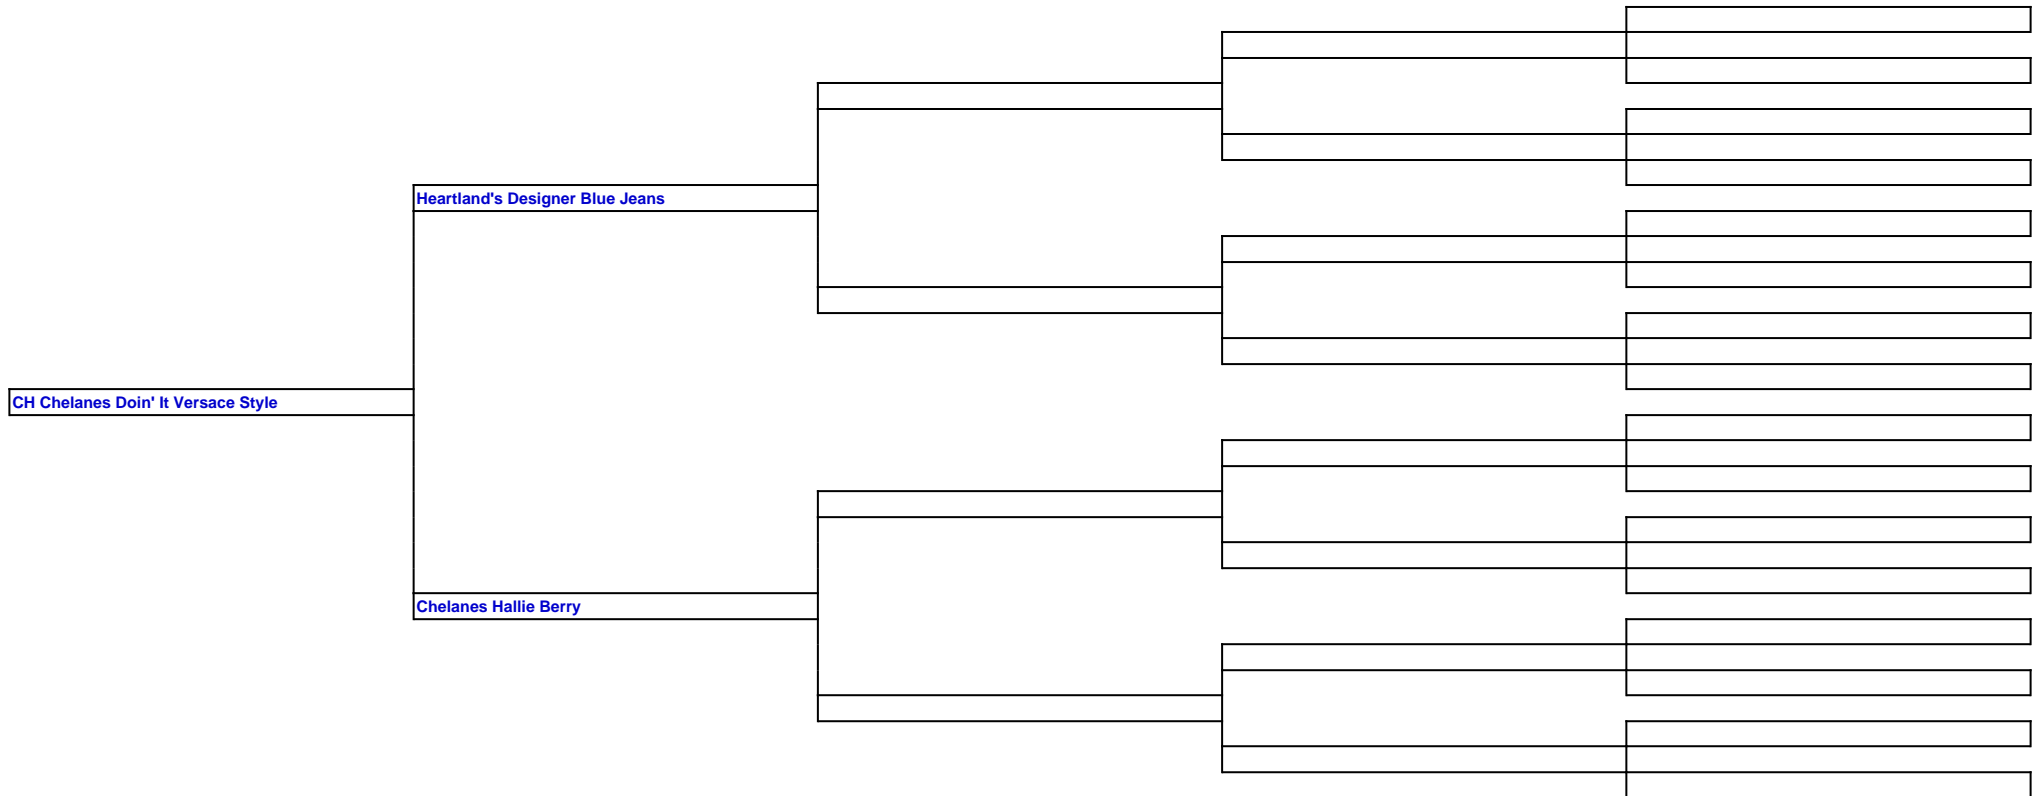 Heartland's Designer Blue Jeans
CH Chelanes Doin' It Versace Style
Chelanes Hallie Berry